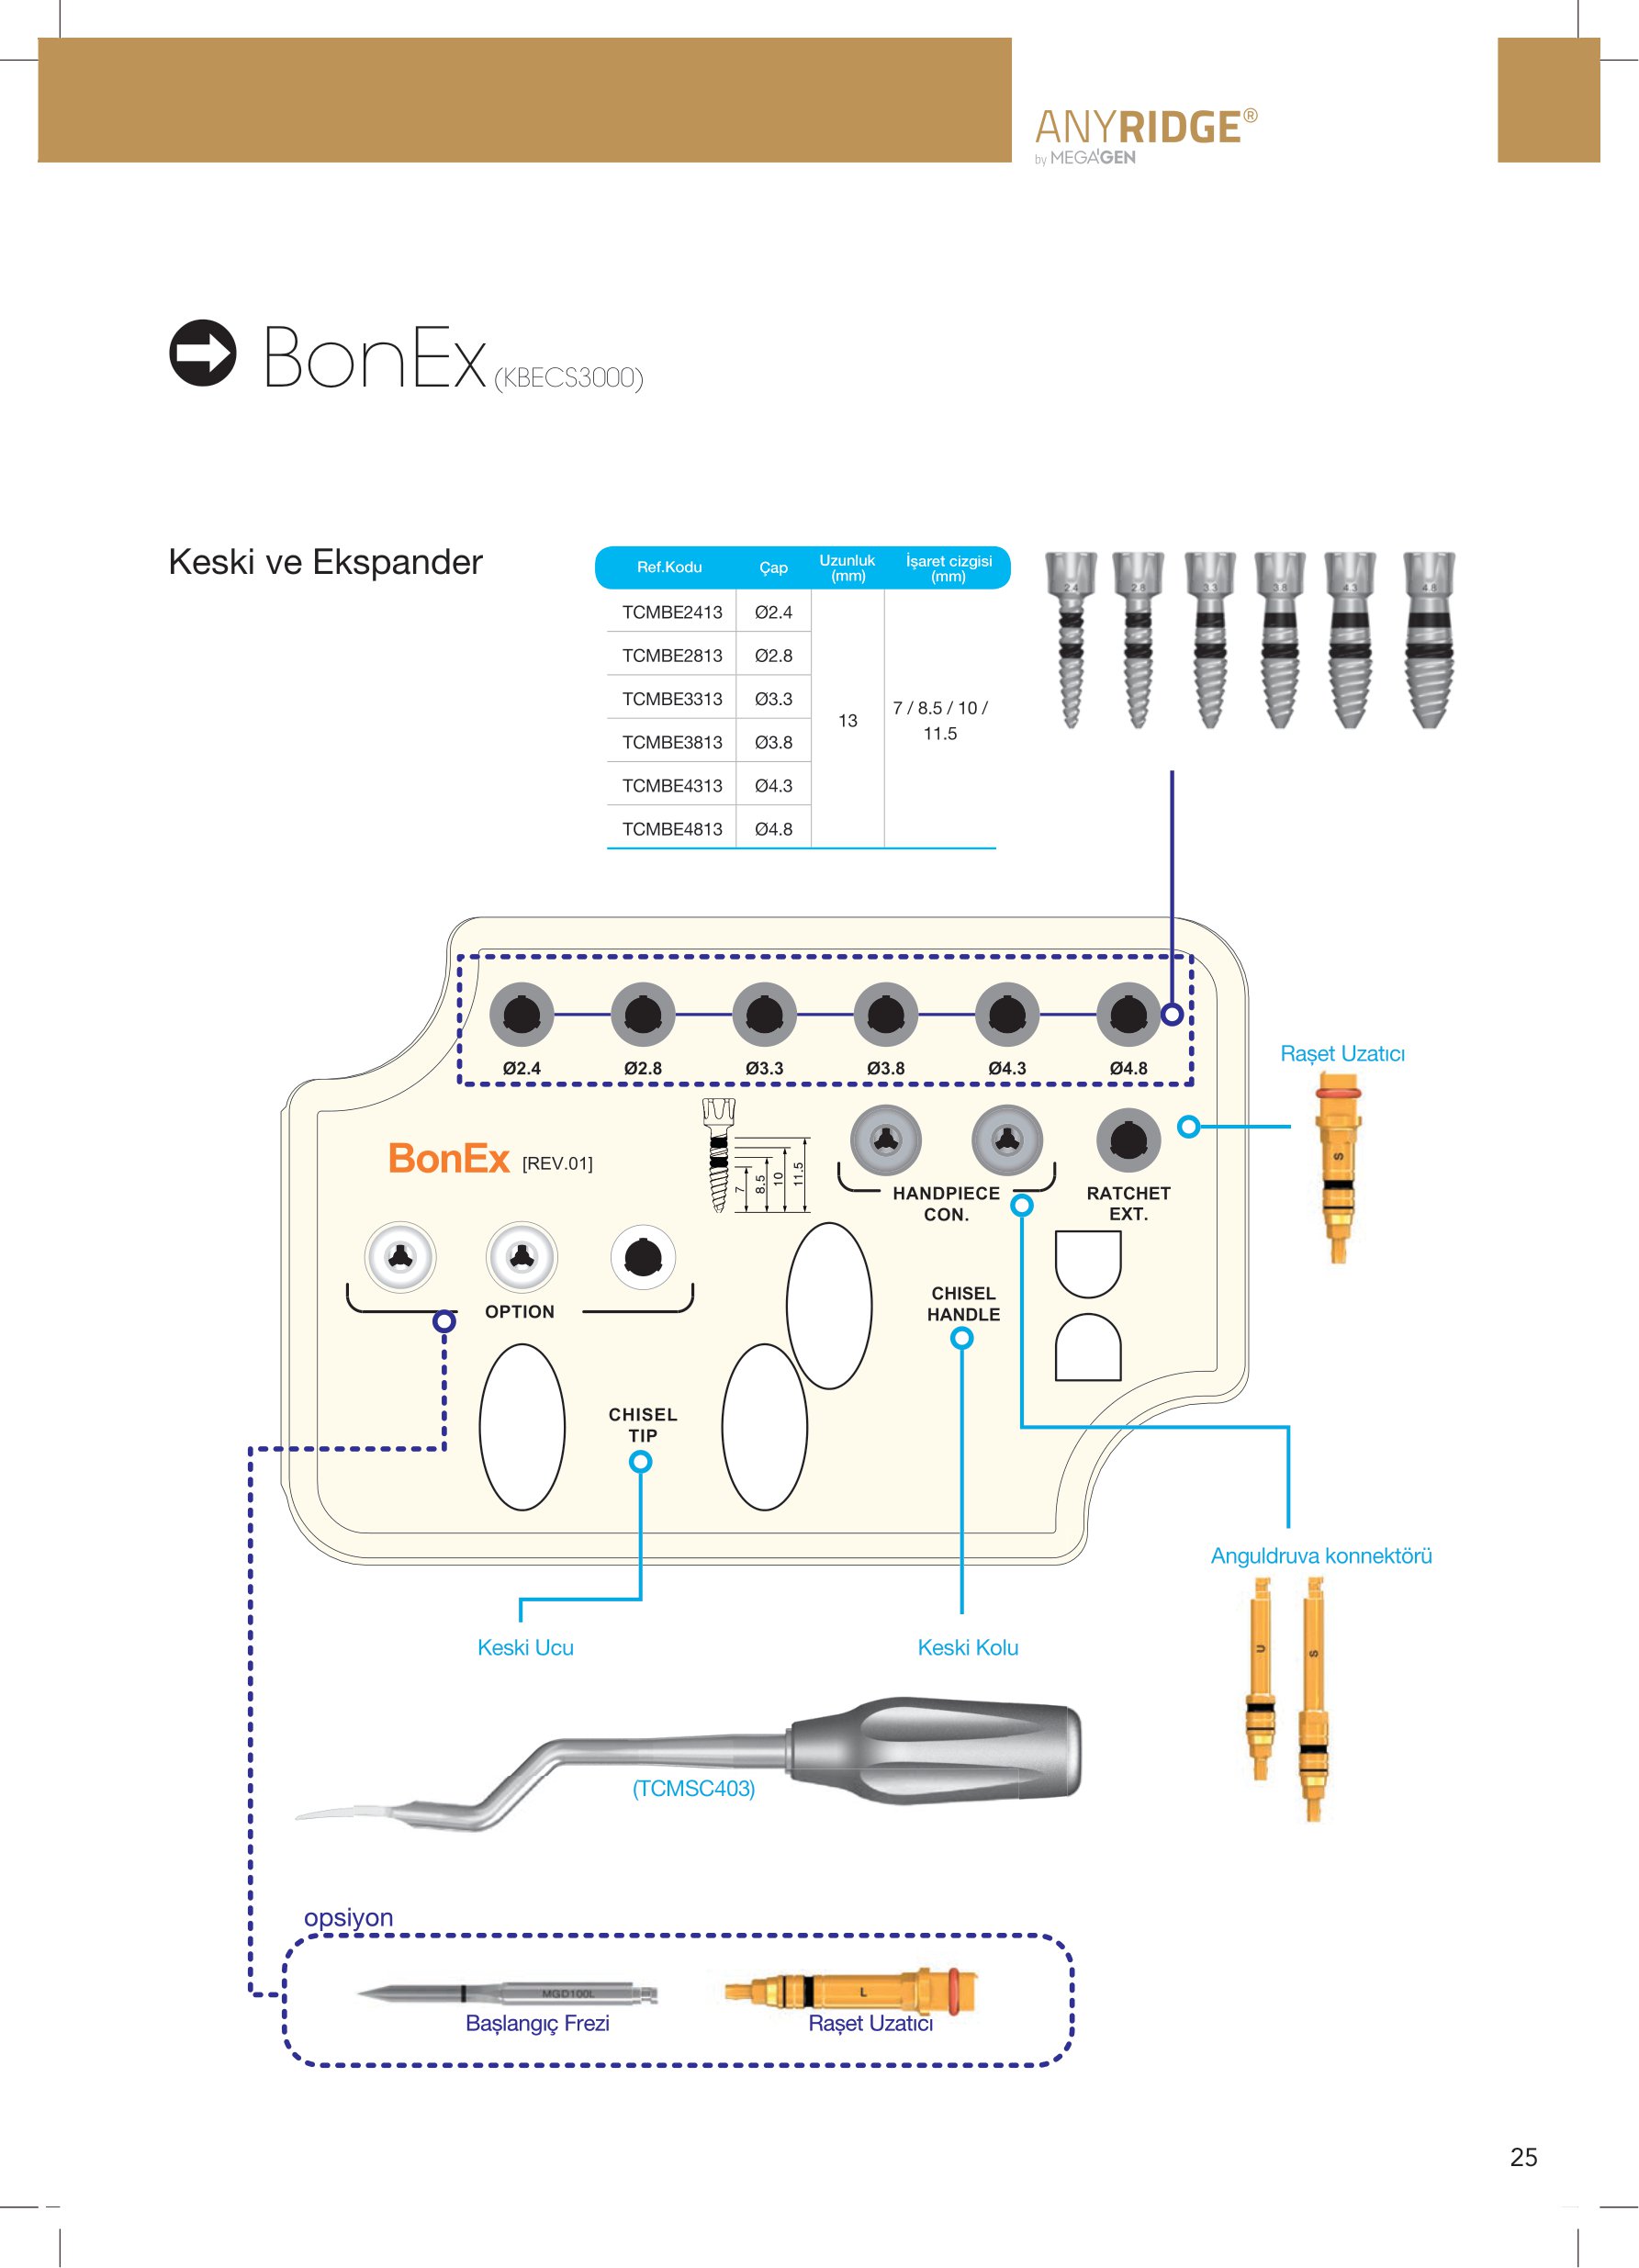 ANYRIDGE®
by MEGA'GEN
BonEx (KBECS3000)
Keski ve Ekspander
Ref.Kodu Çap Uzunluk (mm) İşaret cizgisi (mm)
TCMBE2413 Ø2.4
TCMBE2813 Ø2.8
TCMBE3313 Ø3.3
TCMBE3813 Ø3.8
TCMBE4313 Ø4.3
TCMBE4813 Ø4.8
13
7 / 8.5 / 10 /
11.5
2.4 2.8 3.3 3.8 4.3 4.8
Ø2.4 Ø2.8 Ø3.3 Ø3.8 Ø4.3 Ø4.8
Raşet Uzatıcı
S
BonEx [REV.01]
7 8.5 10 11.5
HANDPIECE
CON.
RATCHET
EXT.
OPTION
CHISEL
HANDLE
CHISEL
TIP
Anguldruva konnektörü
U S
Keski Ucu
Keski Kolu
(TCMSC403)
opsiyon
MGD100L
L
Başlangıç Frezi
Raşet Uzatıcı
25